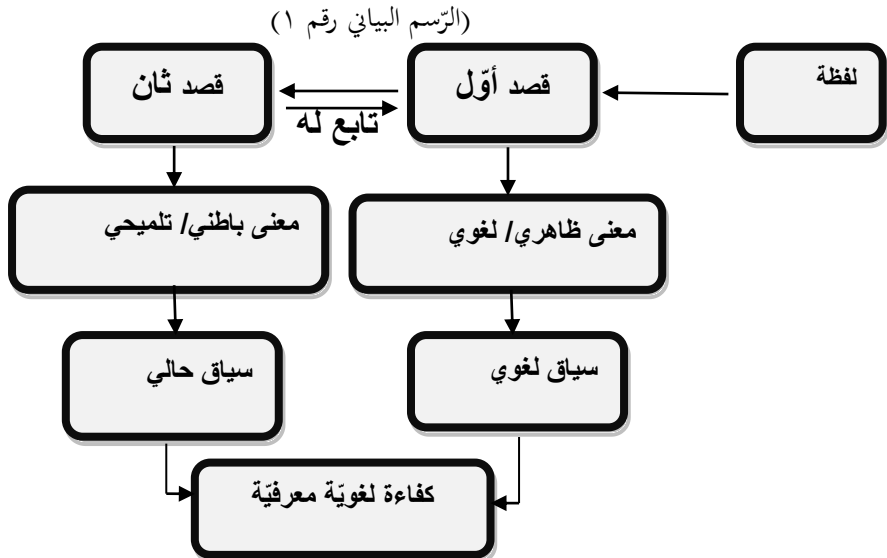 (الرّسم البياني رقم ١)
لفظة
قصد أوّل
قصد ثان
تابع له
معنى ظاهري/ لغوي
معنى باطني/ تلميحي
سياق لغوي
سياق حالي
كفاءة لغويّة معرفيّة